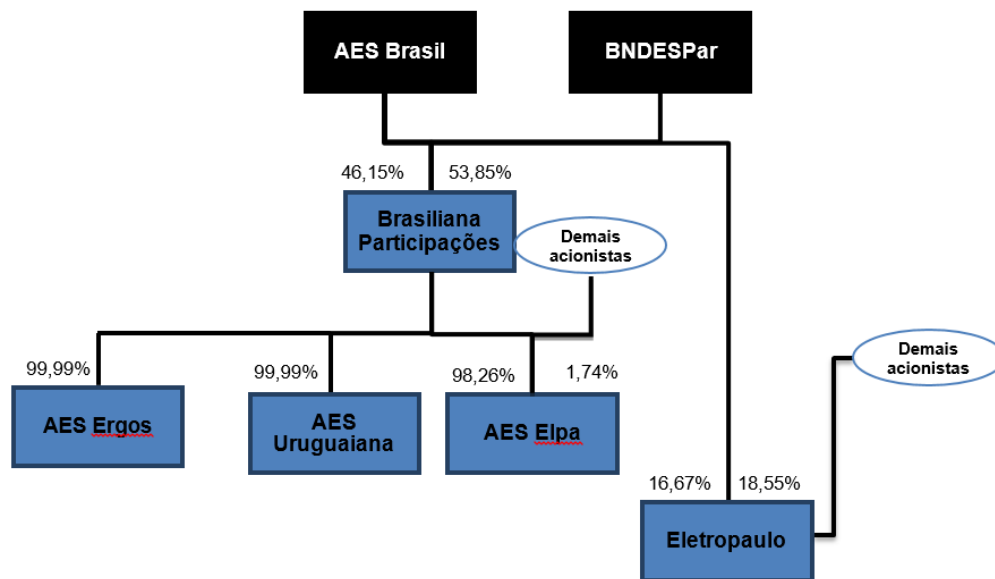 AES Brasil
BNDESPar
46,15%
53,85%
Brasiliana
Participações
Demais
acionistas
99,99%
99,99%
98,26%
1,74%
AES Ergos
AES
Uruguaiana
AES Elpa
Demais
acionistas
16,67%
18,55%
Eletropaulo